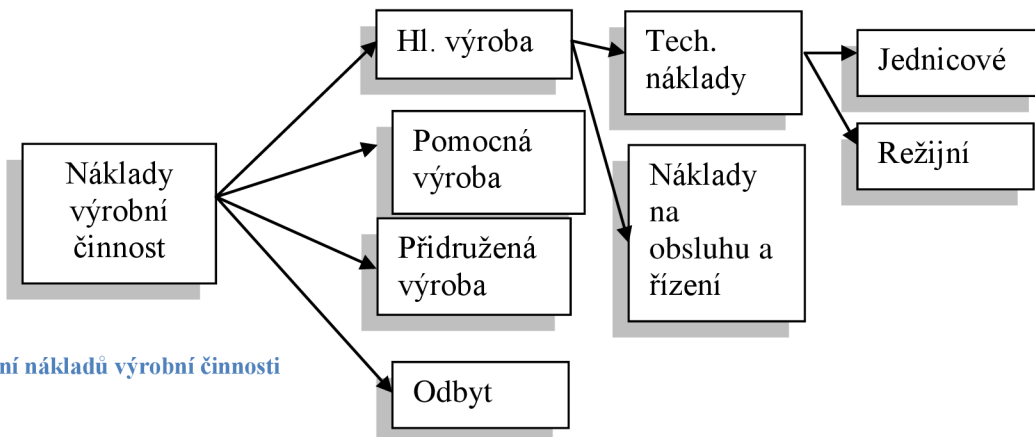 Náklady
výrobní
činnost
Hl. výroba
Pomocná
výroba
Přidružená
výroba
Odbyt
Tech.
náklady
Náklady
na
obsluhu a
řízení
Jednicové
Režijní
ní nákladů výrobní činnosti